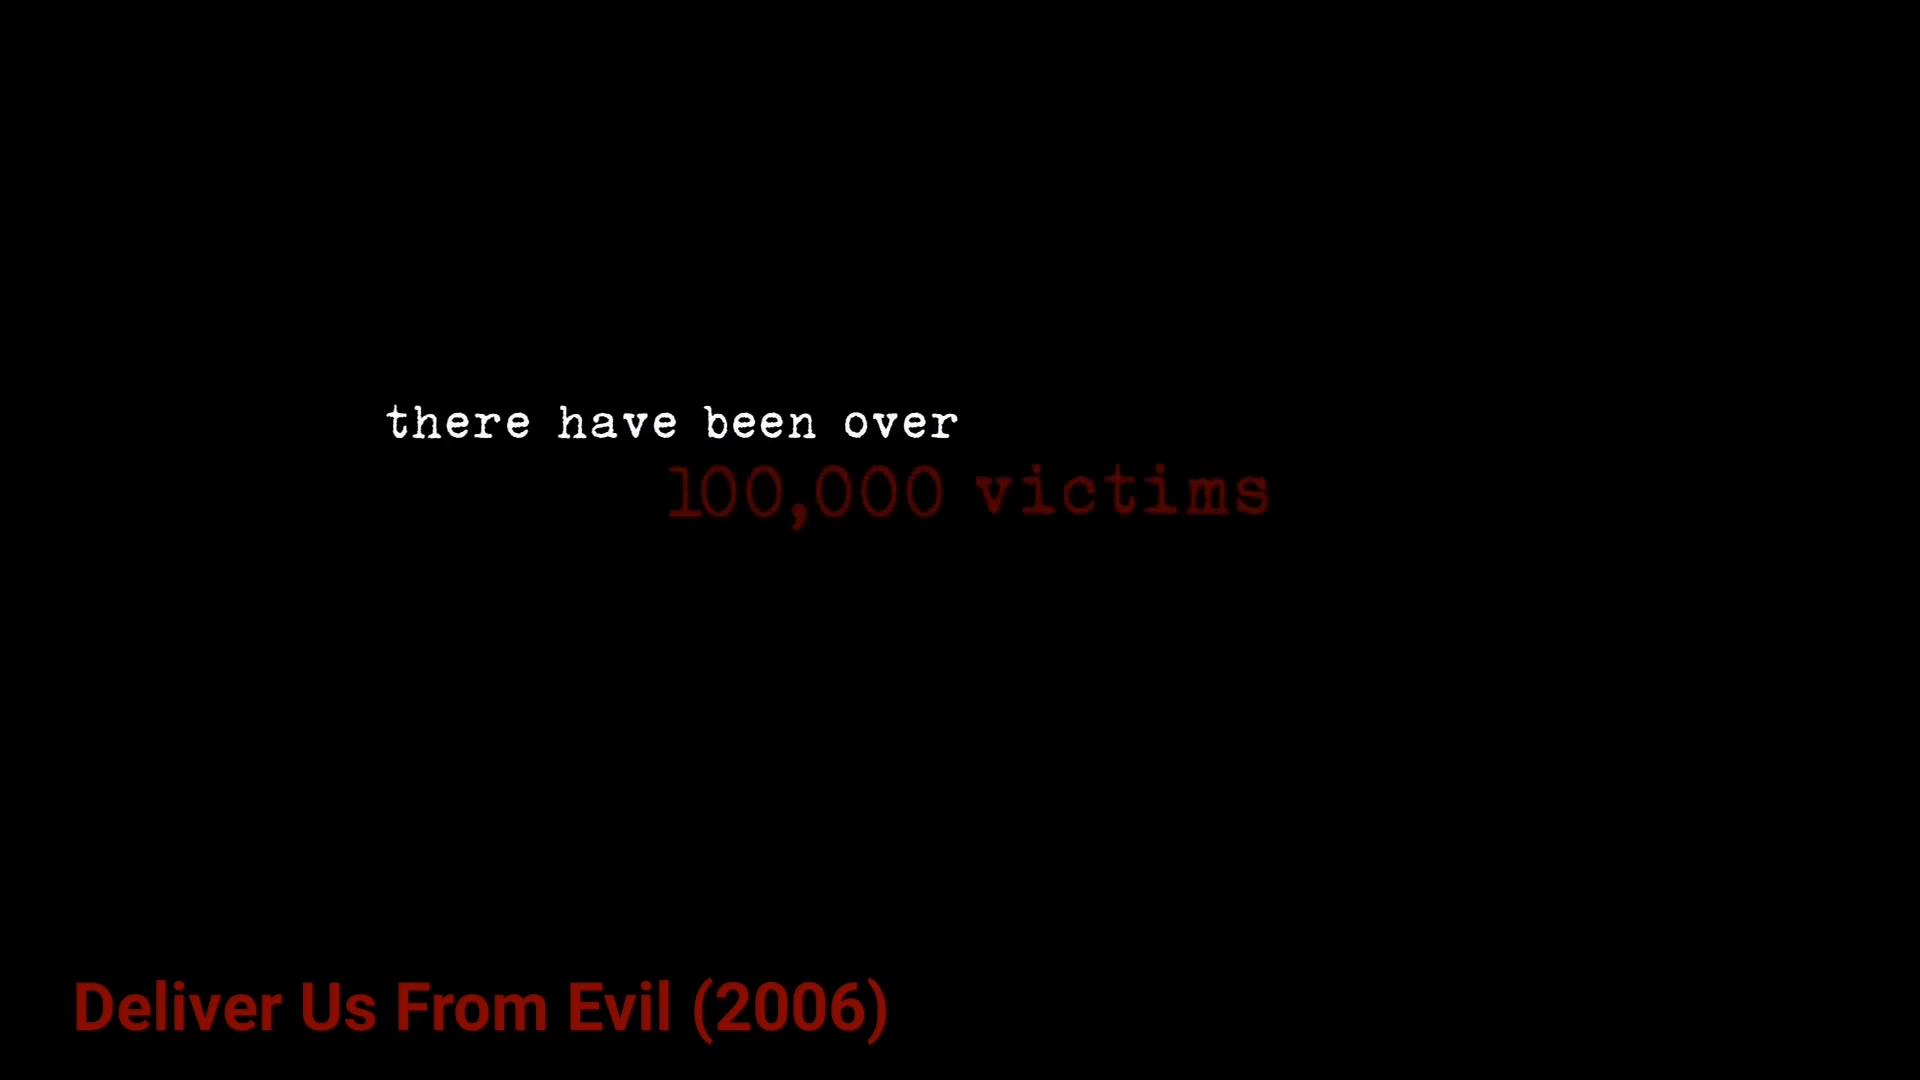 there have been over
100,000 victims
Deliver Us From Evil (2006)